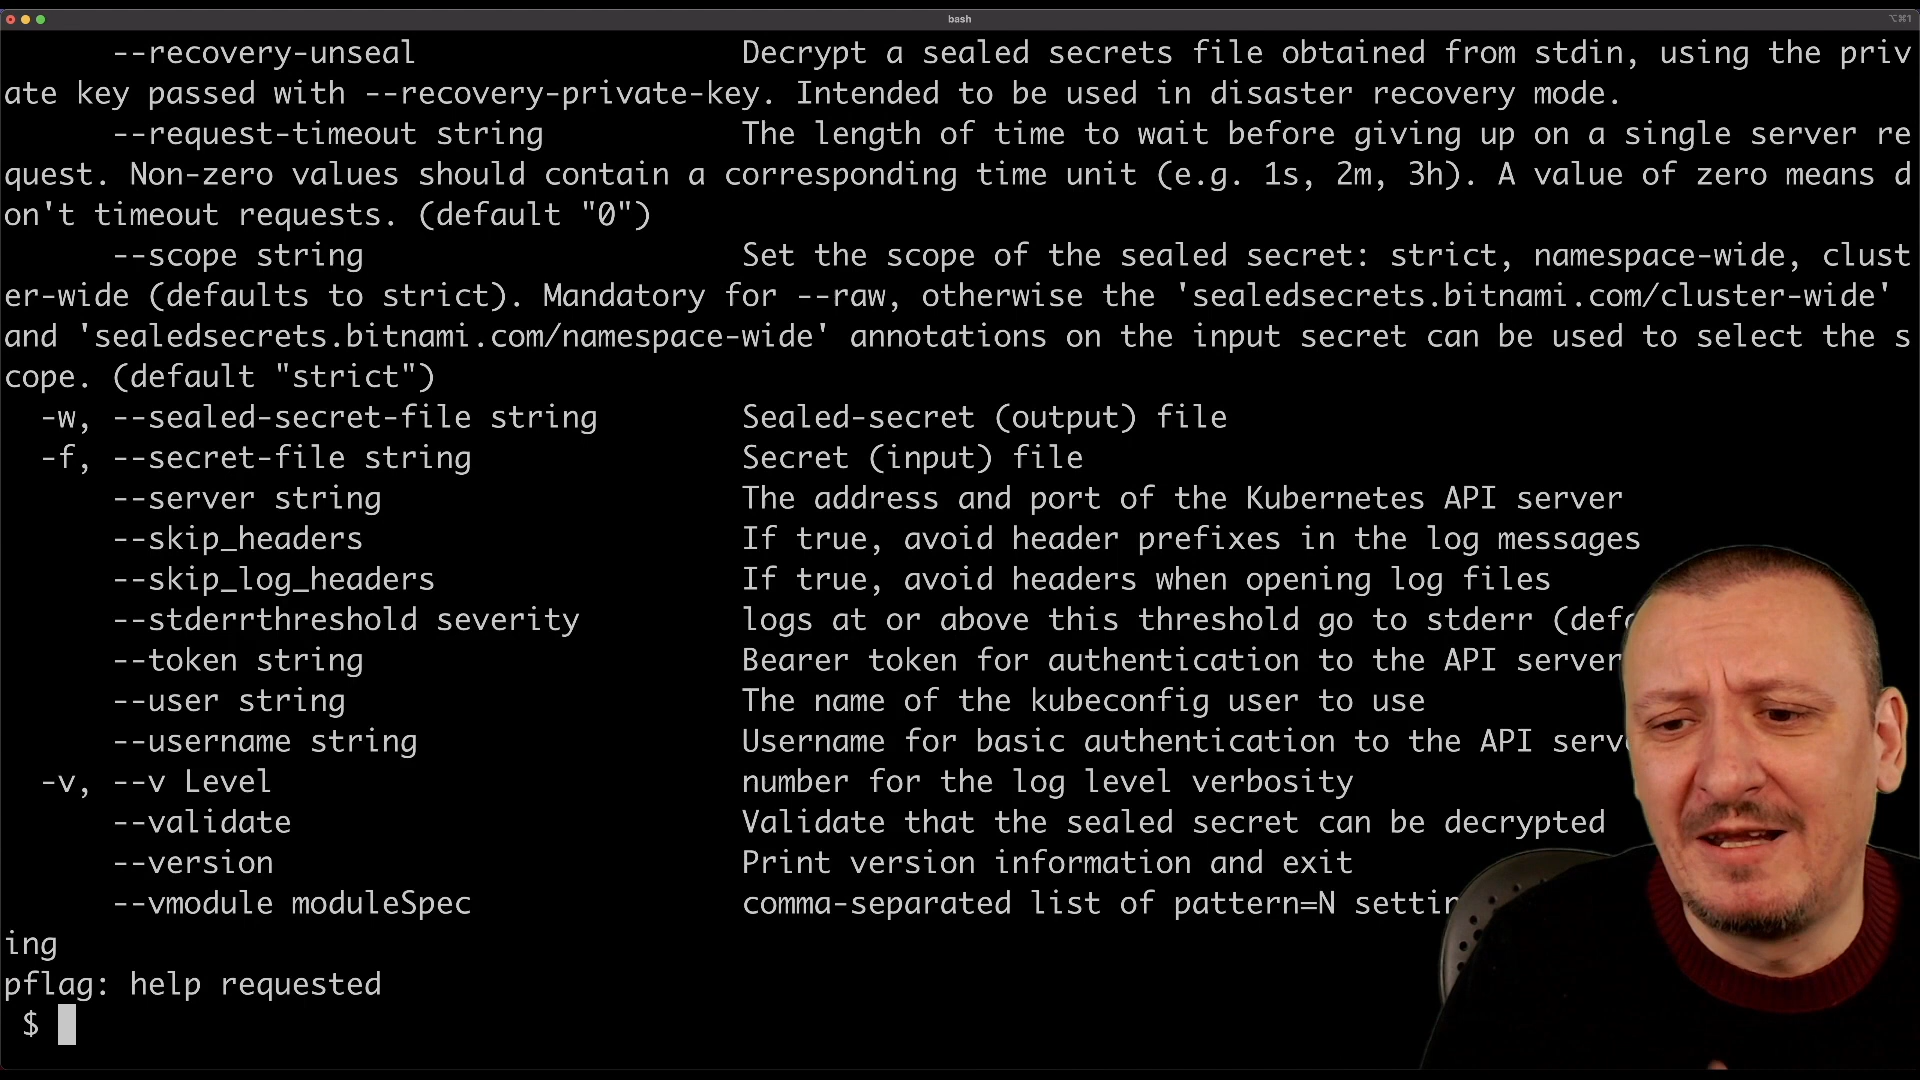 bash
⌥⌘1
--recovery-unseal Decrypt a sealed secrets file obtained from stdin, using the priv
ate key passed with --recovery-private-key. Intended to be used in disaster recovery mode.
--request-timeout string The length of time to wait before giving up on a single server re
quest. Non-zero values should contain a corresponding time unit (e.g. 1s, 2m, 3h). A value of zero means d
on't timeout requests. (default "0")
--scope string Set the scope of the sealed secret: strict, namespace-wide, clust
er-wide (defaults to strict). Mandatory for --raw, otherwise the 'sealedsecrets.bitnami.com/cluster-wide'
and 'sealedsecrets.bitnami.com/namespace-wide' annotations on the input secret can be used to select the s
cope. (default "strict")
-w, --sealed-secret-file string Sealed-secret (output) file
-f, --secret-file string Secret (input) file
--server string The address and port of the Kubernetes API server
--skip_headers If true, avoid header prefixes in the log messages
--skip_log_headers If true, avoid headers when opening log files
--stderrthreshold severity logs at or above this threshold go to stderr
--token string Bearer token for authentication to the API server
--user string The name of the kubeconfig user to use
--username string Username for basic authentication to the API
-v, --v Level number for the log level verbosity
--validate Validate that the sealed secret can be decrypted
--version Print version information and exit
--vmodule moduleSpec comma-separated list of pattern=N
ing
pflag: help requested
$